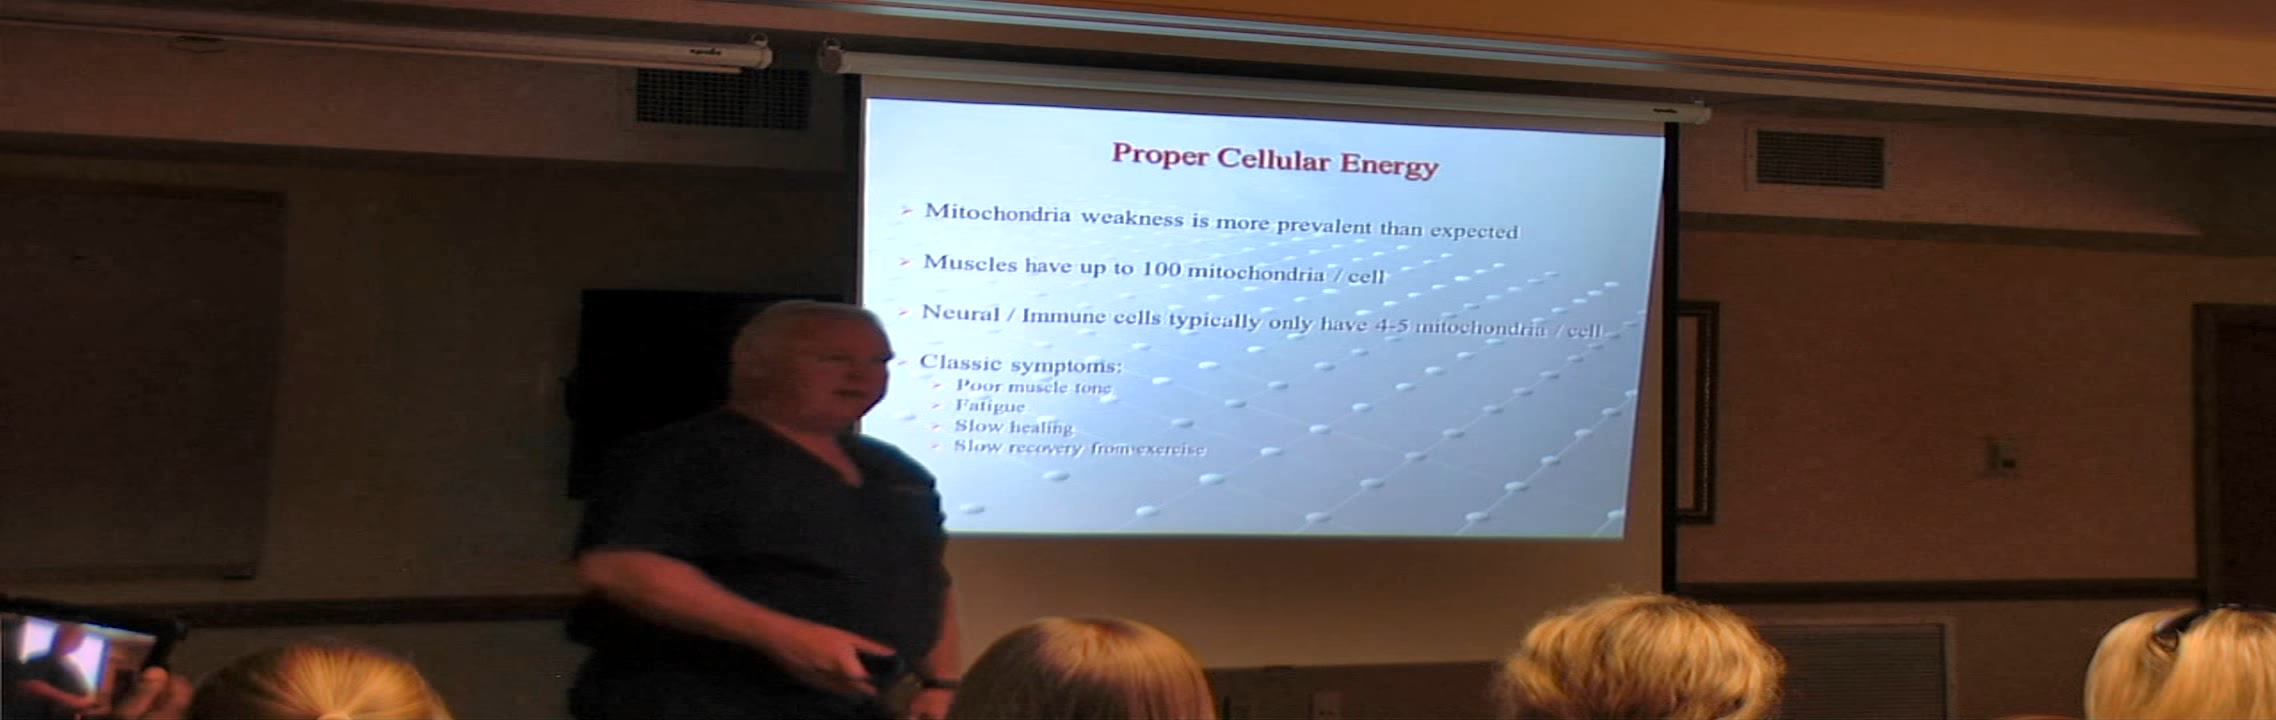 Proper Cellular Energy
Mitochondria weakness is more prevalent than expected
Muscles have up to 100 mitochondria / cell
Neural / Immune cells typically only have 4-5 mitochondria / cell
Classic symptoms:
Poor muscle tone
Fatigue
Slow healing
Slow recovery from exercise